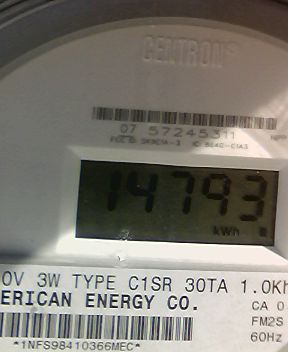 CENTRON®
07 57245311
14793
kWh
0V 3W TYPE C1SR 30TA 1.0Kh
ERICAN ENERGY CO.
CA 0
FM2S
60Hz
*1NFS98410366MEC*